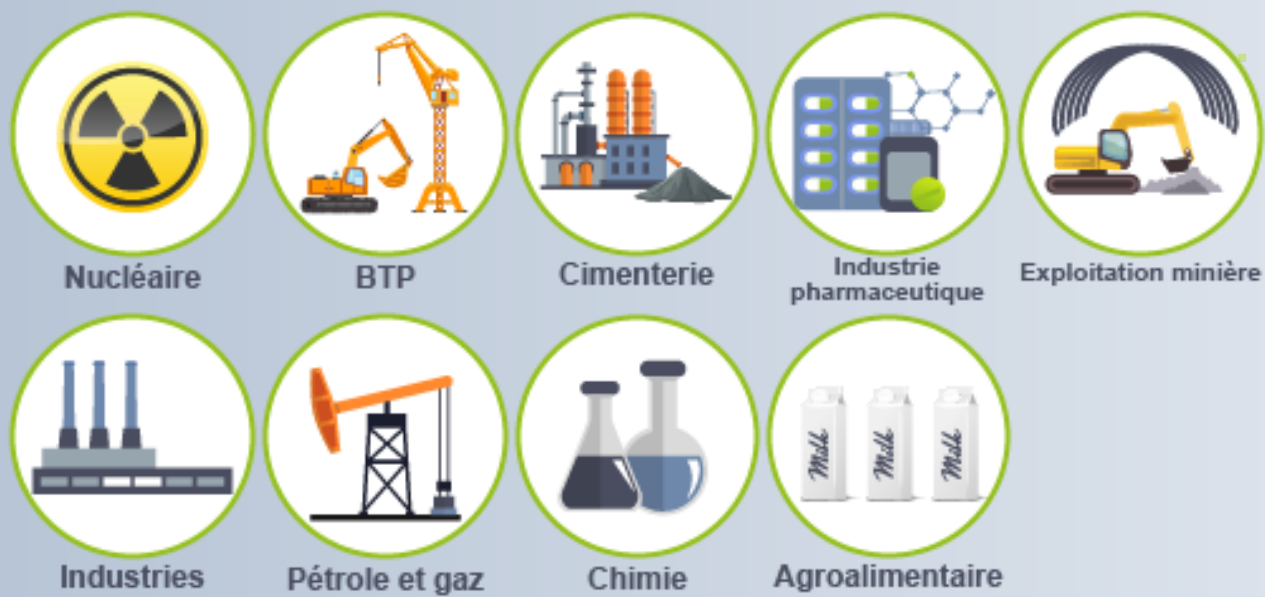 Nucléaire
BTP
Cimenterie
Industrie
pharmaceutique
Exploitation minière
Milk
Milk
Milk
Industries
Pétrole et gaz
Chimie
Agroalimentaire